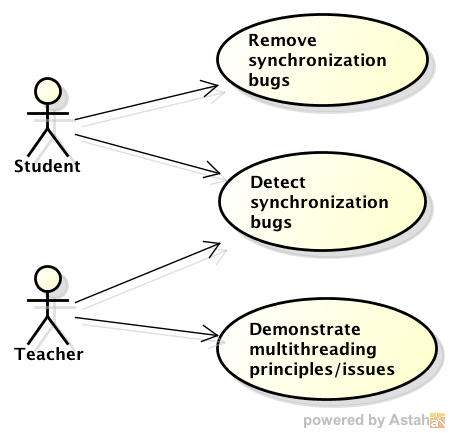 Remove
synchronization
bugs
Student
Detect
synchronization
bugs
Teacher
Demonstrate
multithreading
principles/issues
powered by Astah